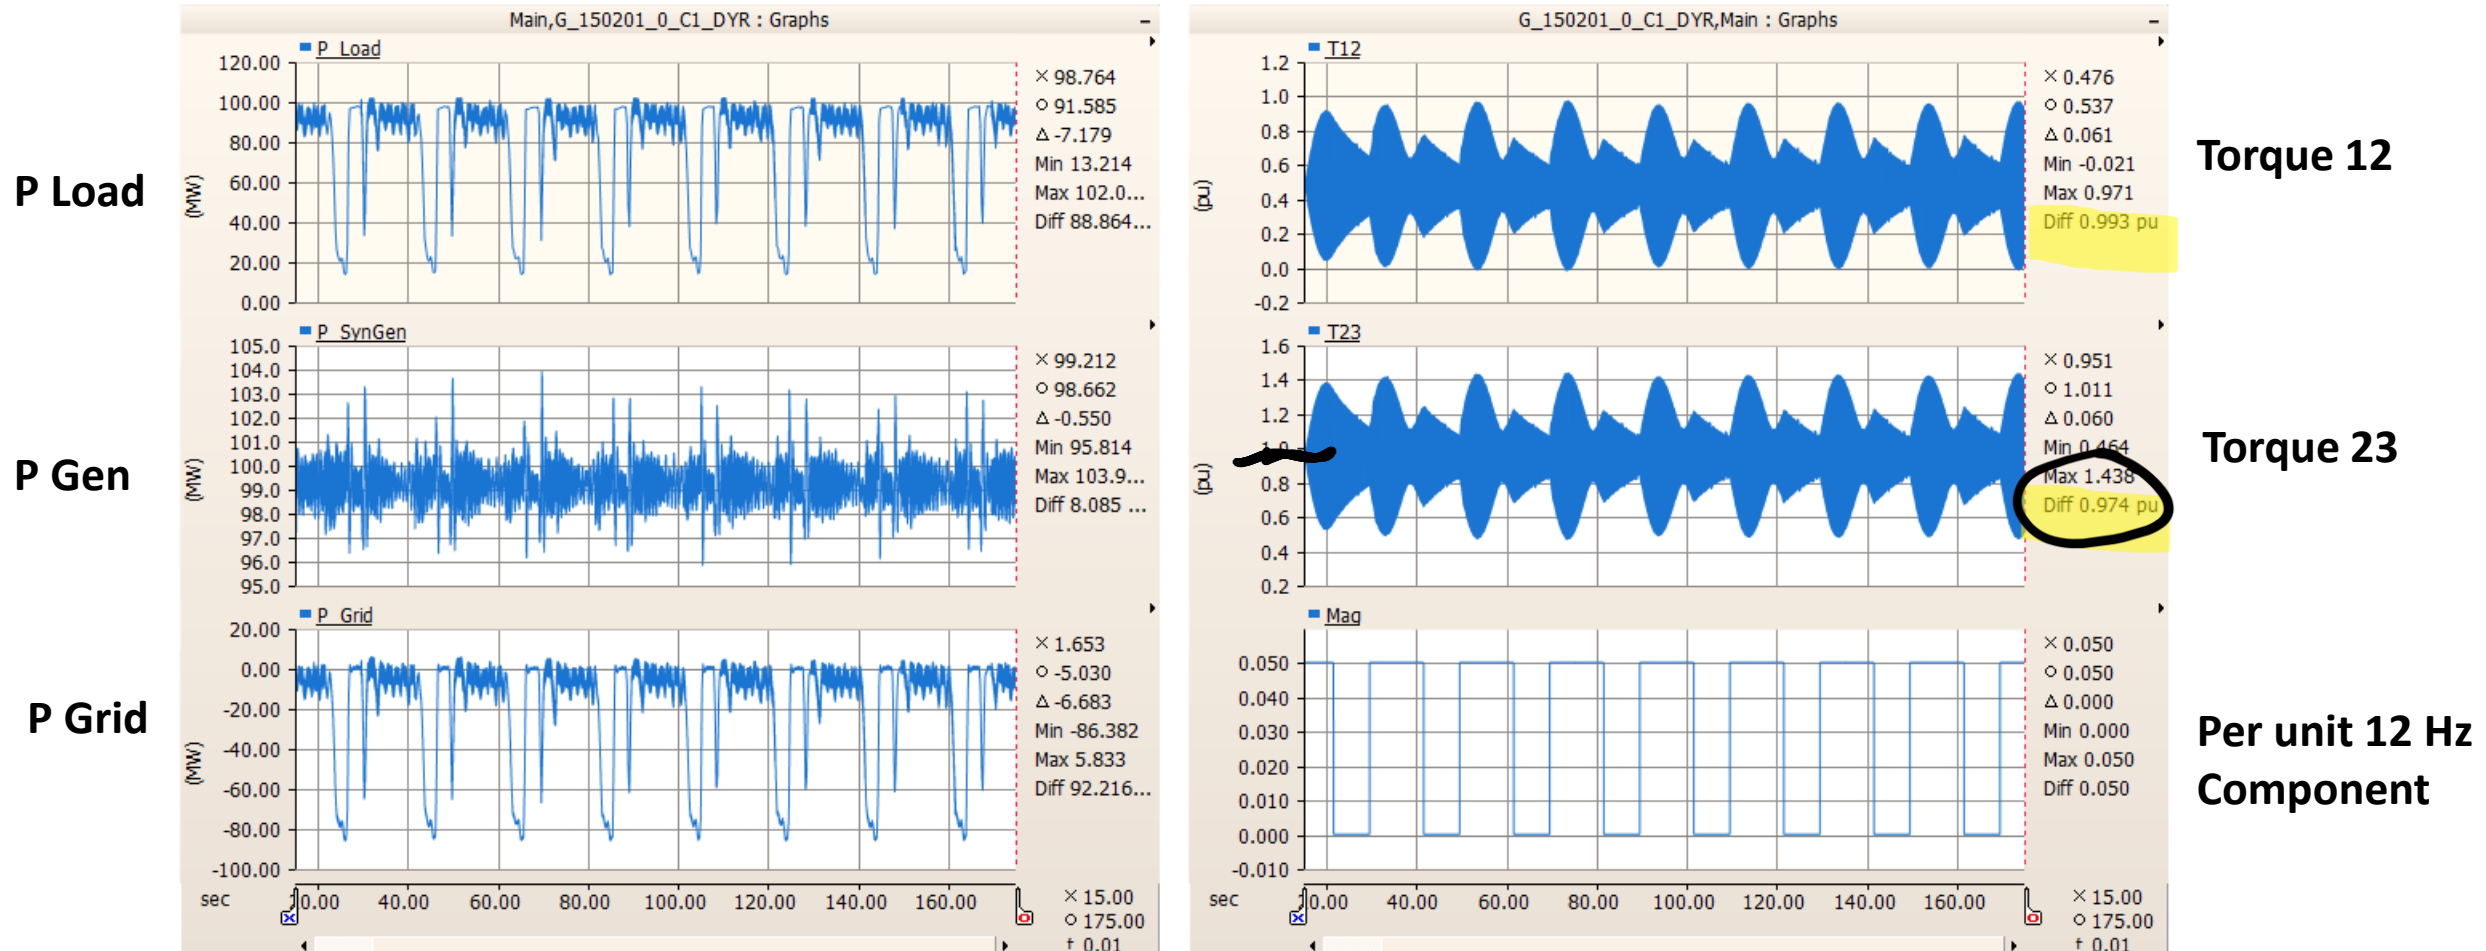 Main,G_150201_0_C1_DYR : Graphs
P Load
P_Load
120.00
100.00
80.00
60.00
40.00
20.00
0.00
(MW)
× 98.764
○ 91.585
Δ -7.179
Min 13.214
Max 102.0...
Diff 88.864...
P Gen
P_SynGen
105.0
104.0
103.0
102.0
101.0
100.0
99.0
98.0
97.0
96.0
95.0
(MW)
× 99.212
○ 98.662
Δ -0.550
Min 95.814
Max 103.9...
Diff 8.085 ...
P Grid
P_Grid
20.00
0.00
-20.00
-40.00
-60.00
-80.00
-100.00
(MW)
× 1.653
○ -5.030
Δ -6.683
Min -86.382
Max 5.833
Diff 92.216...
sec
0.00 40.00 60.00 80.00 100.00 120.00 140.00 160.00
× 15.00
○ 175.00
f 0.01
G_150201_0_C1_DYR,Main : Graphs
T12
1.2
1.0
0.8
0.6
0.4
0.2
0.0
-0.2
(pu)
× 0.476
○ 0.537
Δ 0.061
Min -0.021
Max 0.971
Diff 0.993 pu
Torque 12
T23
1.6
1.4
1.2
1.0
0.8
0.6
0.4
0.2
(pu)
× 0.951
○ 1.011
Δ 0.060
Min 0.464
Max 1.438
Diff 0.974 pu
Torque 23
Mag
0.050
0.040
0.030
0.020
0.010
0.000
-0.010
× 0.050
○ 0.050
Δ 0.000
Min 0.000
Max 0.050
Diff 0.050
Per unit 12 Hz
Component
sec
0.00 40.00 60.00 80.00 100.00 120.00 140.00 160.00
× 15.00
○ 175.00
f 0.01